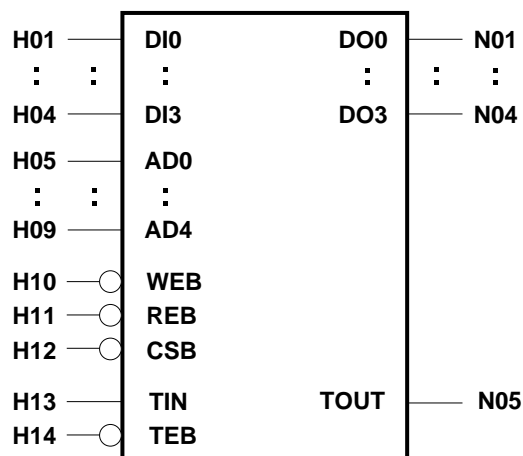 H01 DI0 DO0 N01
: : : : : :
H04 DI3 DO3 N04
H05 AD0
: : :
H09 AD4
H10 WEB
H11 REB
H12 CSB
H13 TIN TOUT N05
H14 TEB